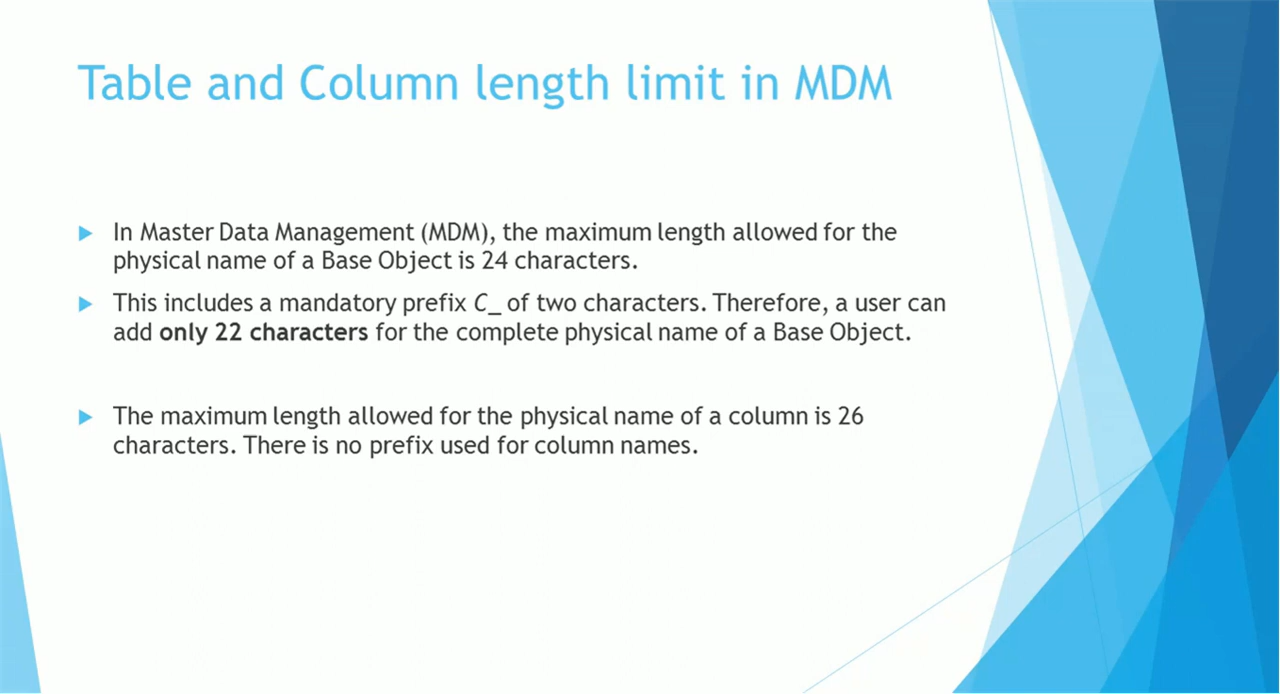 Table and Column length limit in MDM
In Master Data Management (MDM), the maximum length allowed for the
physical name of a Base Object is 24 characters.
This includes a mandatory prefix C_ of two characters. Therefore, a user can
add only 22 characters for the complete physical name of a Base Object.
The maximum length allowed for the physical name of a column is 26
characters. There is no prefix used for column names.